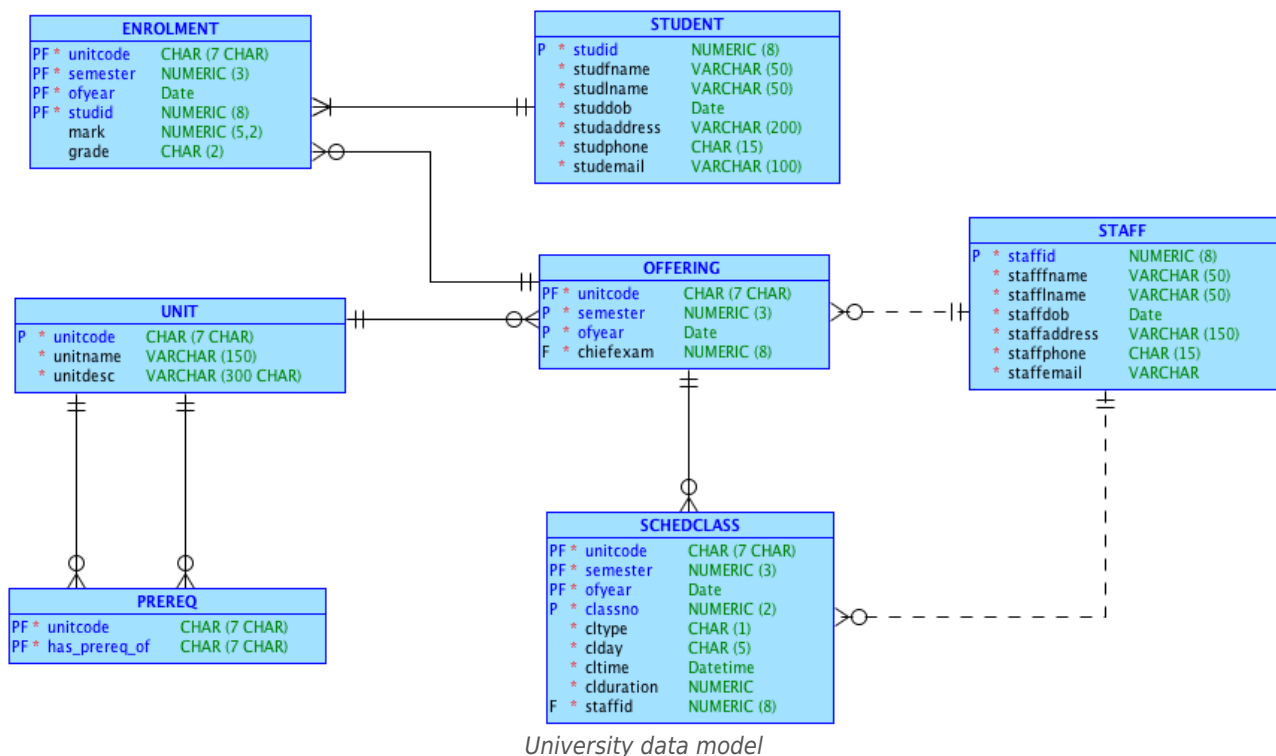 ENROLMENT
PF * unitcode CHAR (7 CHAR)
PF * semester NUMERIC (3)
PF * ofyear Date
PF * studid NUMERIC (8)
mark NUMERIC (5,2)
grade CHAR (2)
STUDENT
P * studid NUMERIC (8)
* studfname VARCHAR (50)
* studlname VARCHAR (50)
* studdob Date
* studaddress VARCHAR (200)
* studphone CHAR (15)
* studemail VARCHAR (100)
STAFF
P * staffid NUMERIC (8)
* stafffname VARCHAR (50)
* stafflname VARCHAR (50)
* staffdob Date
* staffaddress VARCHAR (150)
* staffphone CHAR (15)
* staffemail VARCHAR
OFFERING
PF * unitcode CHAR (7 CHAR)
P * semester NUMERIC (3)
P * ofyear Date
F * chiefexam NUMERIC (8)
UNIT
P * unitcode CHAR (7 CHAR)
* unitname VARCHAR (150)
* unitdesc VARCHAR (300 CHAR)
SCHEDCLASS
PF * unitcode CHAR (7 CHAR)
PF * semester NUMERIC (3)
PF * ofyear Date
P * classno NUMERIC (2)
* cltype CHAR (1)
* clday CHAR (5)
* cltime Datetime
* clduration NUMERIC
F * staffid NUMERIC (8)
PREREQ
PF * unitcode CHAR (7 CHAR)
PF * has_prereq_of CHAR (7 CHAR)
University data model